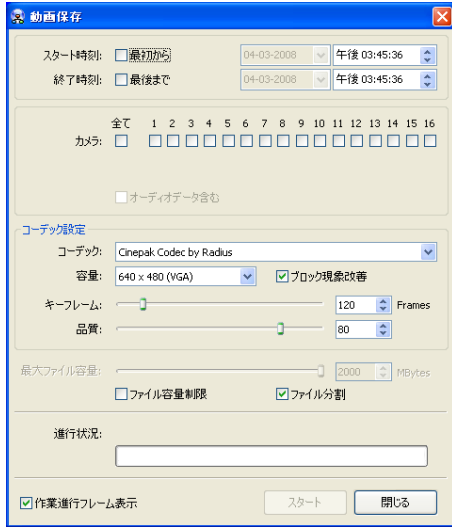 動画保存
スタート時刻: 最初から 04-03-2008 午後 03:45:36
終了時刻: 最後まで 04-03-2008 午後 03:45:36
全て 1 2 3 4 5 6 7 8 9 10 11 12 13 14 15 16
カメラ:
オーディオデータ含む
コーデック設定
コーデック: Cinepak Codec by Radius
容量: 640 x 480 (VGA) ブロック現象改善
キーフレーム: 120 Frames
品質: 80
最大ファイル容量: 2000 MBytes
ファイル容量制限 ファイル分割
進行状況:
作業進行フレーム表示 スタート 閉じる